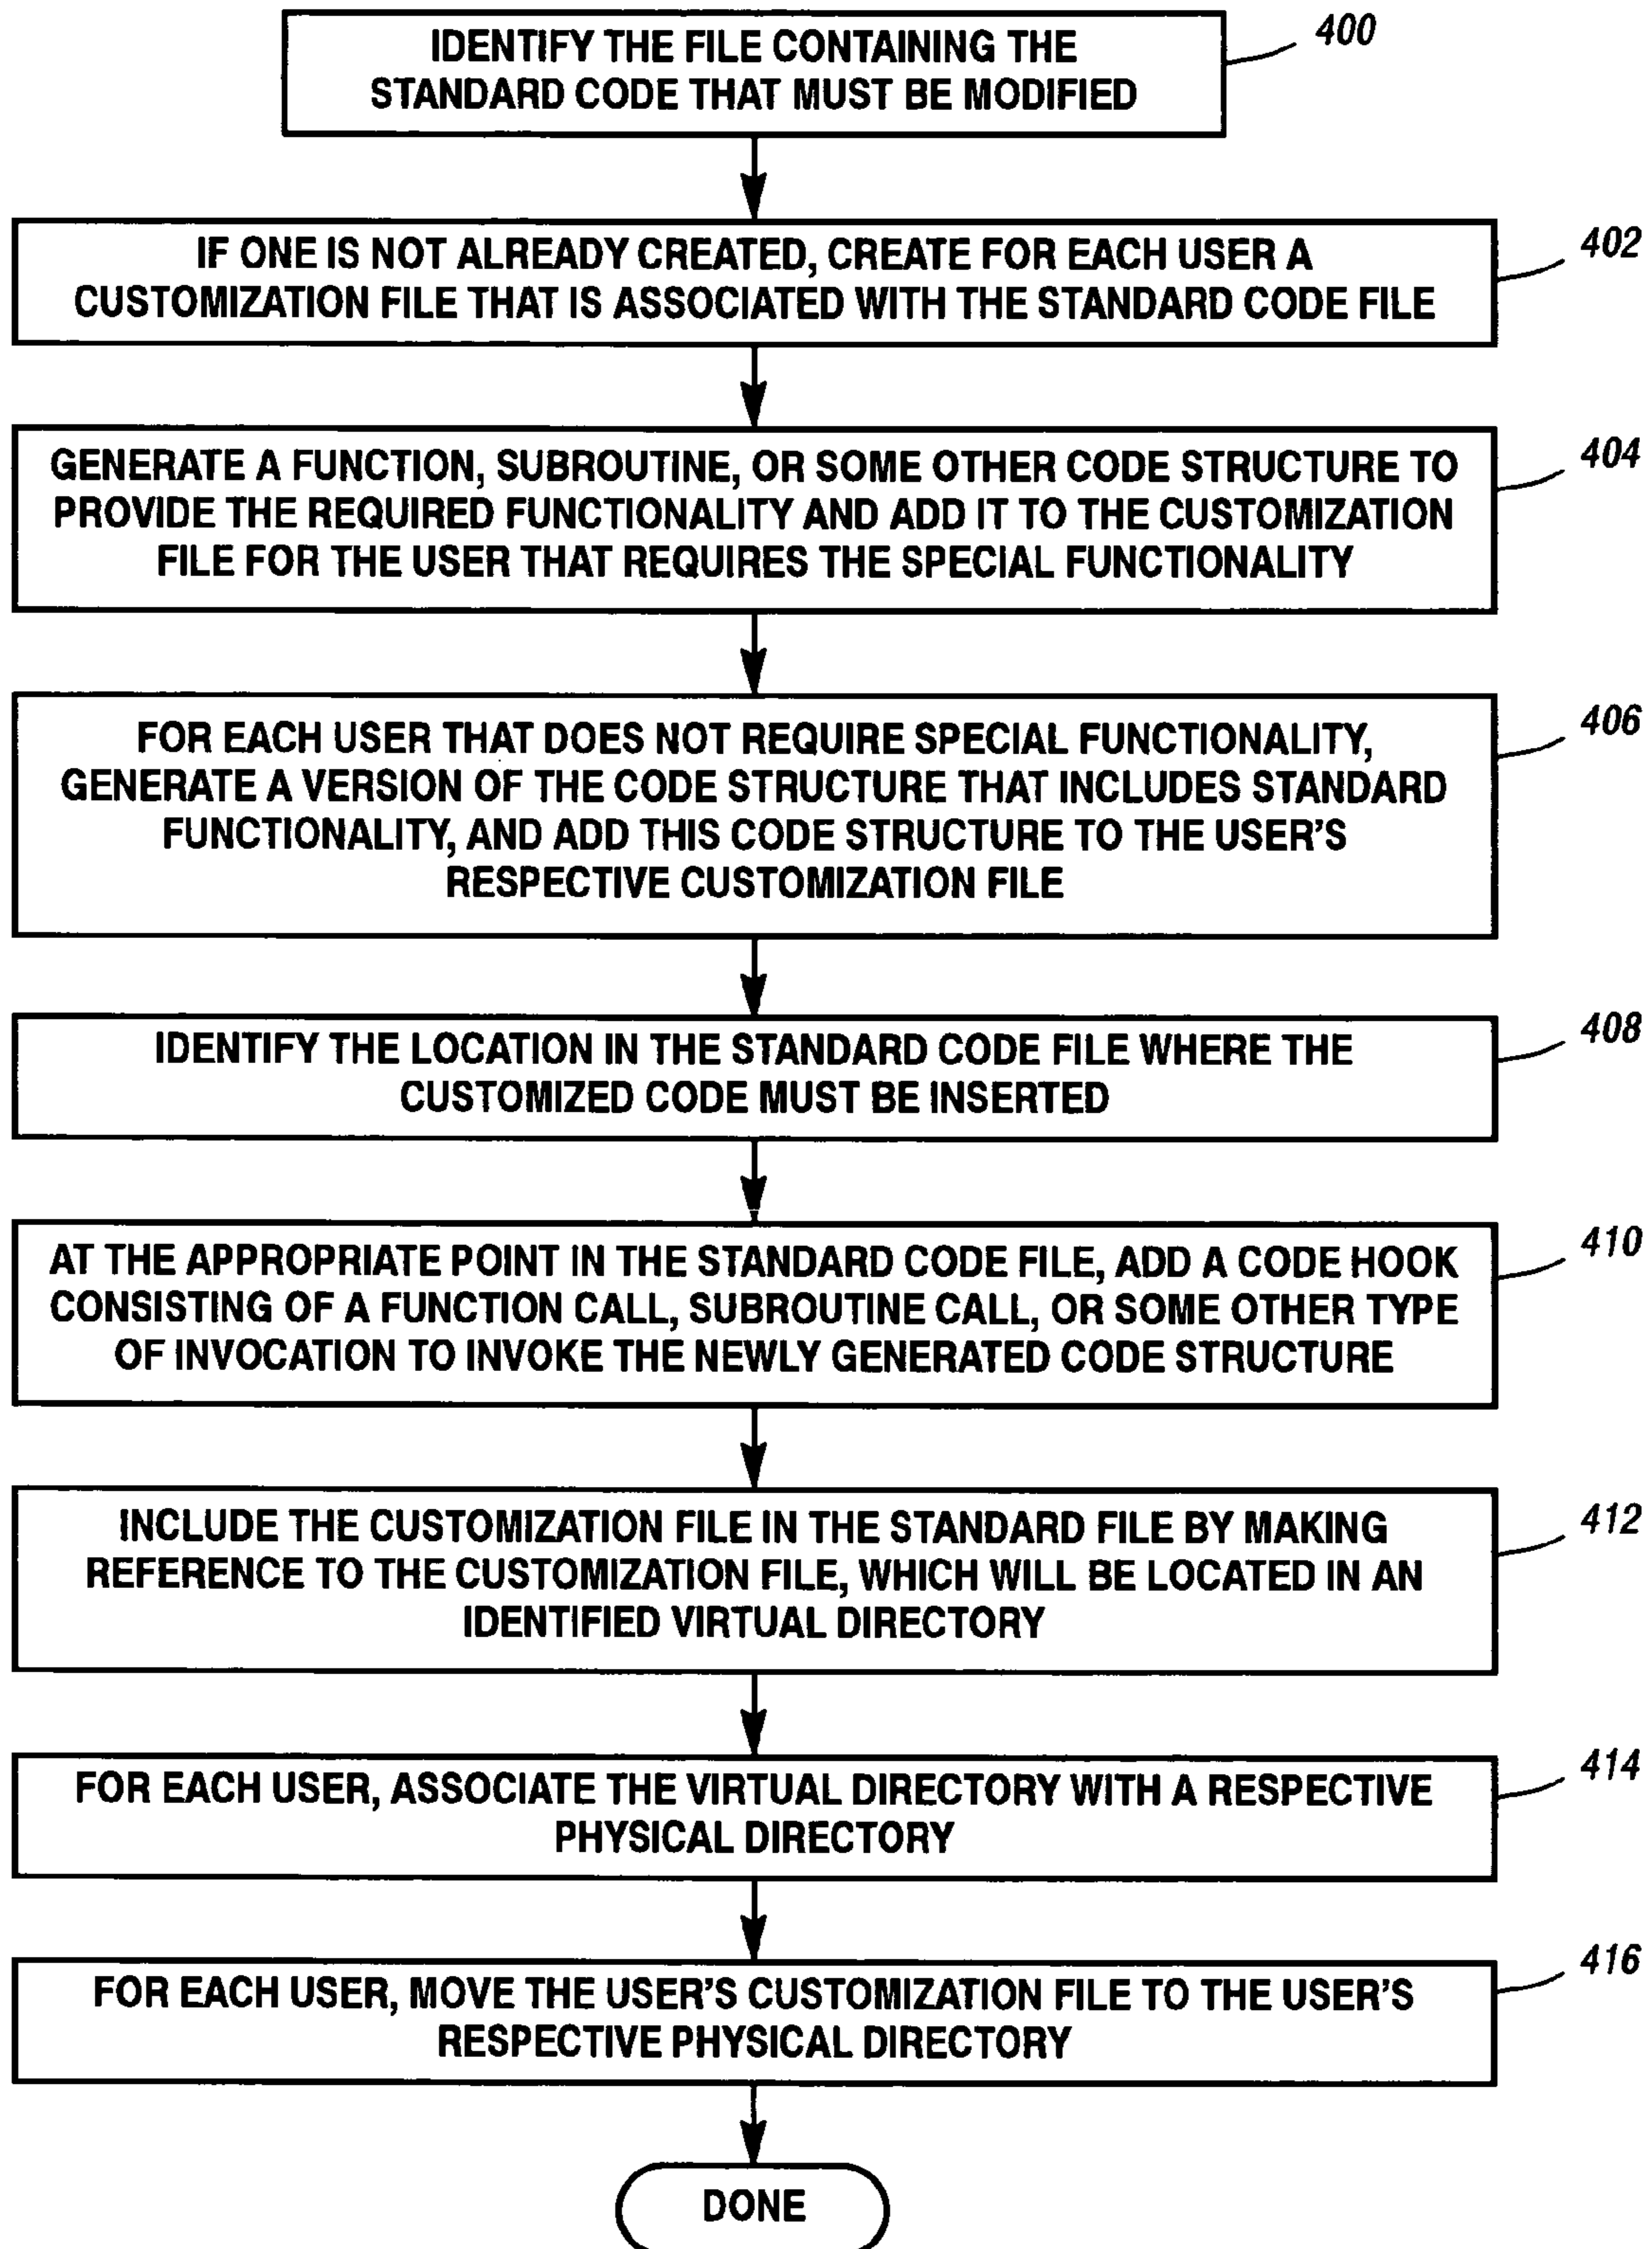 IDENTIFY THE FILE CONTAINING THE
STANDARD CODE THAT MUST BE MODIFIED
400
IF ONE IS NOT ALREADY CREATED, CREATE FOR EACH USER A
CUSTOMIZATION FILE THAT IS ASSOCIATED WITH THE STANDARD CODE FILE
402
GENERATE A FUNCTION, SUBROUTINE, OR SOME OTHER CODE STRUCTURE TO
PROVIDE THE REQUIRED FUNCTIONALITY AND ADD IT TO THE CUSTOMIZATION
FILE FOR THE USER THAT REQUIRES THE SPECIAL FUNCTIONALITY
404
FOR EACH USER THAT DOES NOT REQUIRE SPECIAL FUNCTIONALITY,
GENERATE A VERSION OF THE CODE STRUCTURE THAT INCLUDES STANDARD
FUNCTIONALITY, AND ADD THIS CODE STRUCTURE TO THE USER'S
RESPECTIVE CUSTOMIZATION FILE
406
IDENTIFY THE LOCATION IN THE STANDARD CODE FILE WHERE THE
CUSTOMIZED CODE MUST BE INSERTED
408
AT THE APPROPRIATE POINT IN THE STANDARD CODE FILE, ADD A CODE HOOK
CONSISTING OF A FUNCTION CALL, SUBROUTINE CALL, OR SOME OTHER TYPE
OF INVOCATION TO INVOKE THE NEWLY GENERATED CODE STRUCTURE
410
INCLUDE THE CUSTOMIZATION FILE IN THE STANDARD FILE BY MAKING
REFERENCE TO THE CUSTOMIZATION FILE, WHICH WILL BE LOCATED IN AN
IDENTIFIED VIRTUAL DIRECTORY
412
FOR EACH USER, ASSOCIATE THE VIRTUAL DIRECTORY WITH A RESPECTIVE
PHYSICAL DIRECTORY
414
FOR EACH USER, MOVE THE USER'S CUSTOMIZATION FILE TO THE USER'S
RESPECTIVE PHYSICAL DIRECTORY
416
DONE